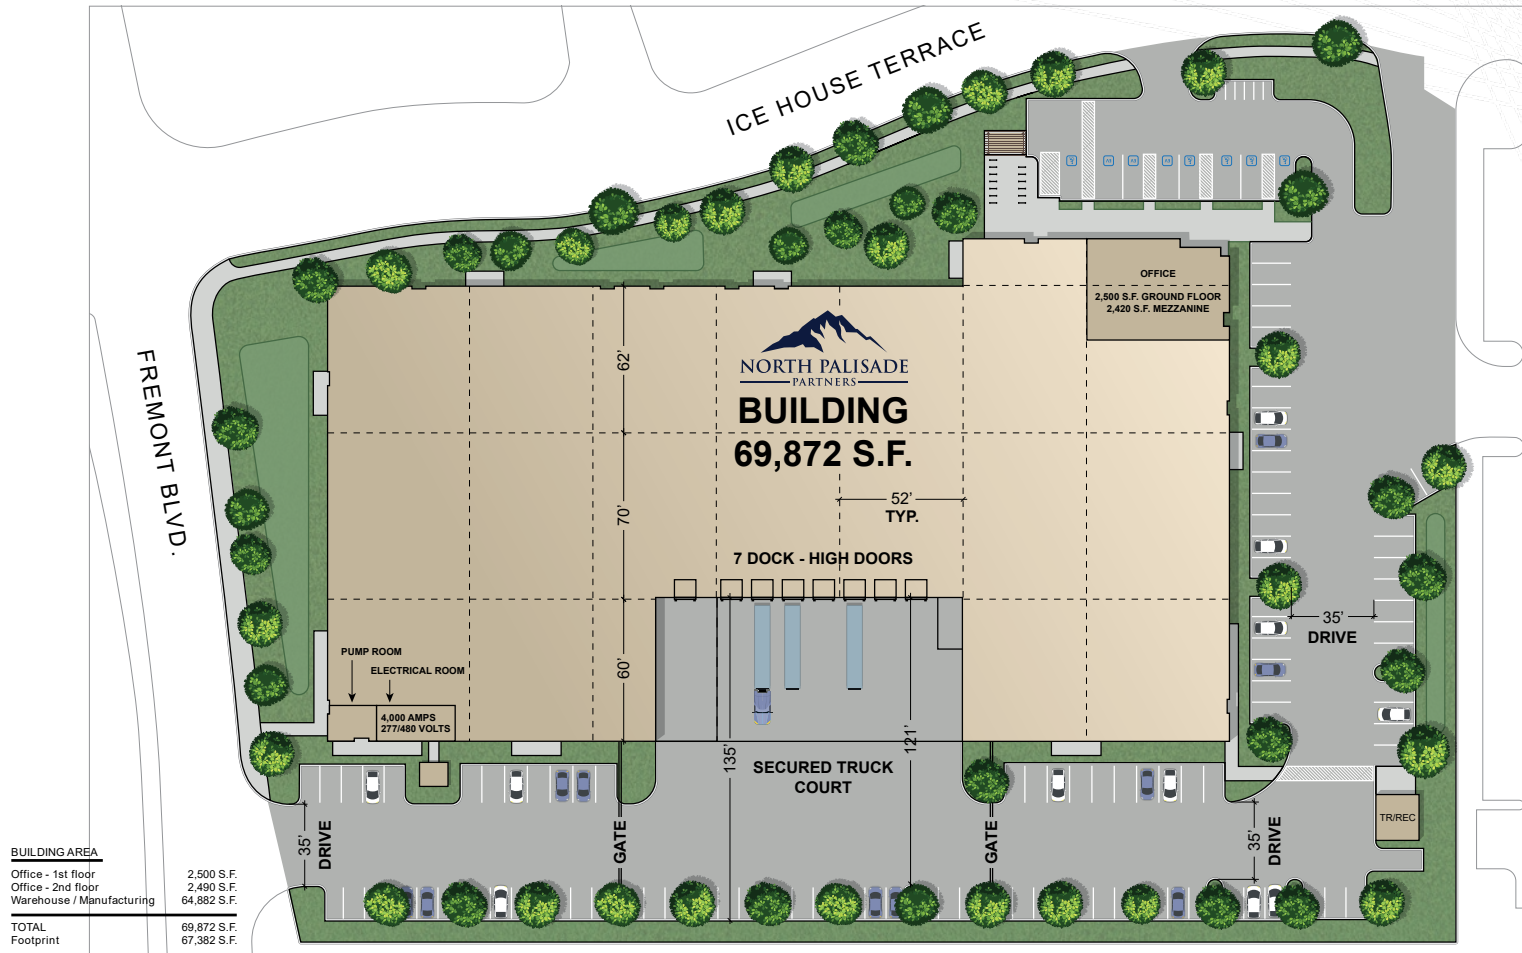 ICE HOUSE TERRACE
FREMONT BLVD.
OFFICE
2,500 S.F. GROUND FLOOR
2,420 S.F. MEZZANINE
NORTH PALISADE
PARTNERS
BUILDING
69,872 S.F.
62'
70'
60'
52'
TYP.
7 DOCK - HIGH DOORS
PUMP ROOM
ELECTRICAL ROOM
4,000 AMPS
277/480 VOLTS
135'
121'
SECURED TRUCK
COURT
35'
DRIVE
35'
DRIVE
GATE
GATE
35'
DRIVE
TR/REC
BUILDING AREA
Office - 1st floor 2,500 S.F.
Office - 2nd floor 2,490 S.F.
Warehouse / Manufacturing 64,882 S.F.
TOTAL 69,872 S.F.
Footprint 67,382 S.F.